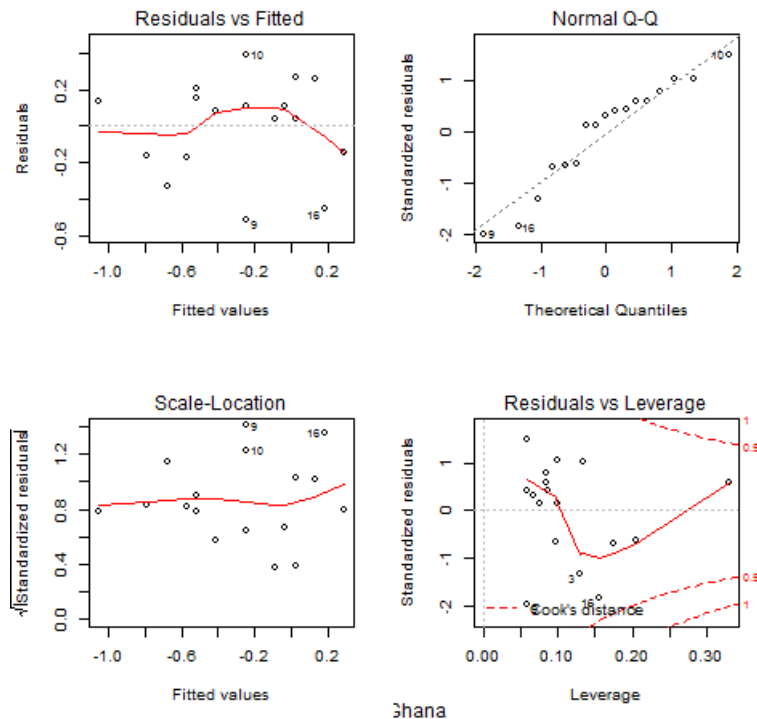 Residuals vs Fitted
Residuals
0.2
-0.2
-0.6
10
9
16
-1.0 -0.6 -0.2 0.2
Fitted values
Normal Q-Q
Standardized residuals
1
0
-1
-2
10
16
9
-2 -1 0 1 2
Theoretical Quantiles
Scale-Location
√|Standardized residuals|
1.2
0.8
0.4
0.0
9
10
16
-1.0 -0.6 -0.2 0.2
Fitted values
Residuals vs Leverage
Standardized residuals
1
0
-1
-2
1
0.5
0.5
1
3
16
Cook's distance
0.00 0.10 0.20 0.30
Leverage
Ghana